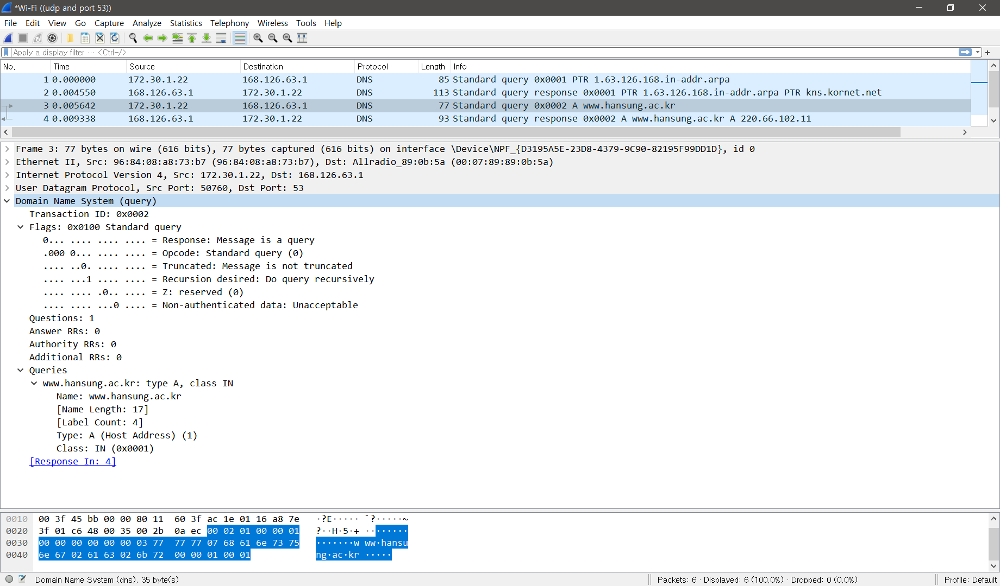 *Wi-Fi ((udp and port 53))
File Edit View Go Capture Analyze Statistics Telephony Wireless Tools Help
Apply a display filter ... <Ctrl-/>
No. Time Source Destination Protocol Length Info
1 0.000000 172.30.1.22 168.126.63.1 DNS 85 Standard query 0x0001 PTR 1.63.126.168.in-addr.arpa
2 0.004550 168.126.63.1 172.30.1.22 DNS 113 Standard query response 0x0001 PTR 1.63.126.168.in-addr.arpa PTR kns.kornet.net
3 0.005642 172.30.1.22 168.126.63.1 DNS 77 Standard query 0x0002 A www.hansung.ac.kr
4 0.009338 168.126.63.1 172.30.1.22 DNS 93 Standard query response 0x0002 A www.hansung.ac.kr A 220.66.102.11
Frame 3: 77 bytes on wire (616 bits), 77 bytes captured (616 bits) on interface \Device\NPF_{D3195A5E-23D8-4379-9C90-82195F99DD1D}, id 0
Ethernet II, Src: 96:84:08:a8:73:b7 (96:84:08:a8:73:b7), Dst: Allradio_89:0b:5a (00:07:89:89:0b:5a)
Internet Protocol Version 4, Src: 172.30.1.22, Dst: 168.126.63.1
User Datagram Protocol, Src Port: 50760, Dst Port: 53
Domain Name System (query)
Transaction ID: 0x0002
Flags: 0x0100 Standard query
0... .... .... .... = Response: Message is a query
.000 0... .... .... = Opcode: Standard query (0)
.... ..0. .... .... = Truncated: Message is not truncated
.... ...1 .... .... = Recursion desired: Do query recursively
.... .... .0.. .... = Z: reserved (0)
.... .... ...0 .... = Non-authenticated data: Unacceptable
Questions: 1
Answer RRs: 0
Authority RRs: 0
Additional RRs: 0
Queries
www.hansung.ac.kr: type A, class IN
Name: www.hansung.ac.kr
[Name Length: 17]
[Label Count: 4]
Type: A (Host Address) (1)
Class: IN (0x0001)
[Response In: 4]
0010 00 3f 45 bb 00 00 80 11 60 3f ac 1e 01 16 a8 7e ·?E····· `?·····~
0020 3f 01 c6 48 00 35 00 2b 0a ec 00 02 01 00 00 01 ?··H·5·+ ········
0030 00 00 00 00 00 00 03 77 77 77 07 68 61 6e 73 75 ·······w ww·hansu
0040 6e 67 02 61 63 02 6b 72 00 00 01 00 01 ng·ac·kr ·····
Domain Name System (dns), 35 byte(s) Packets: 6 · Displayed: 6 (100.0%) · Dropped: 0 (0.0%) Profile: Default